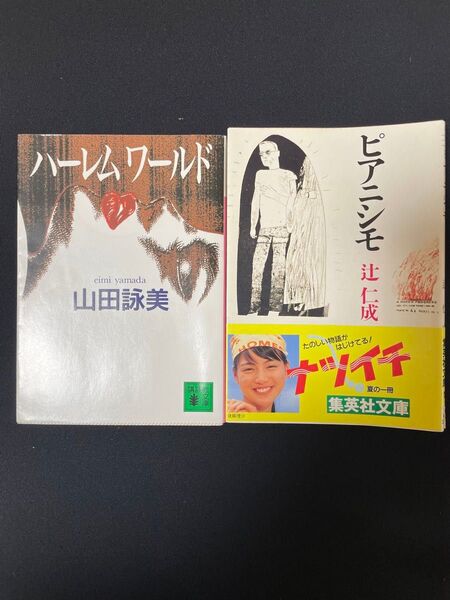 ハーレムワールド
eimi yamada
山田詠美
ピアニシモ
辻 仁成
たのしい物語が
はじけてる!
ナツイチ
夏の一冊
集英社文庫